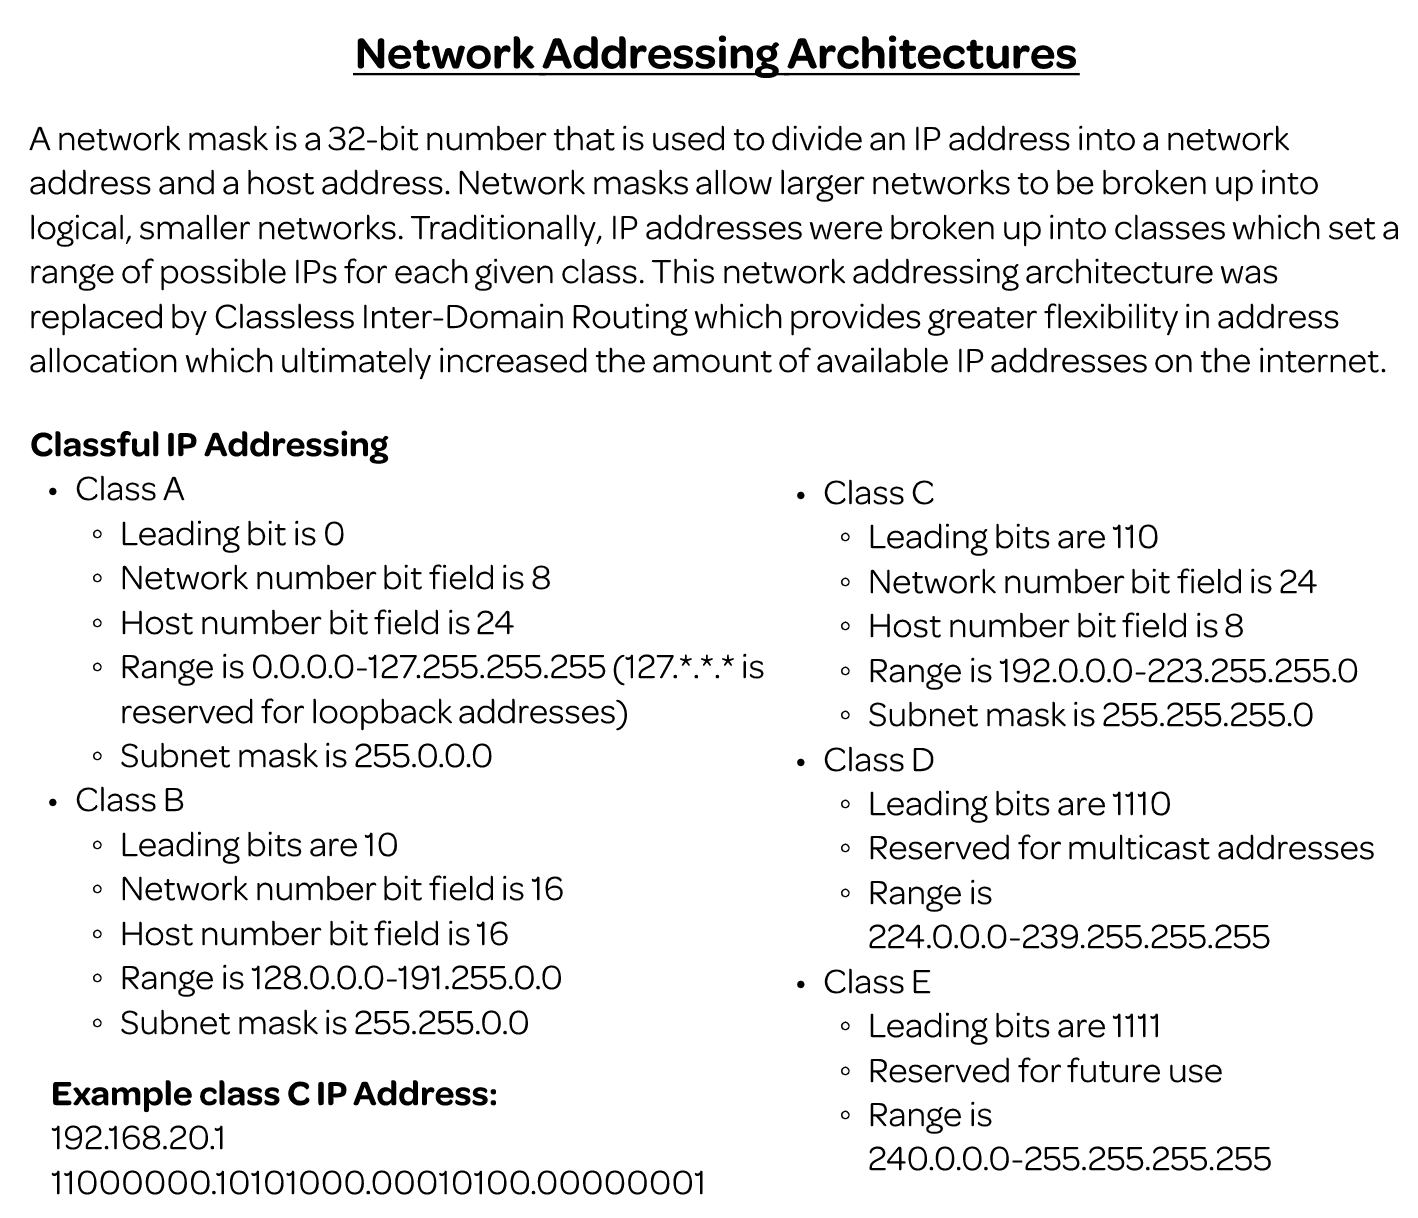 Network Addressing Architectures
A network mask is a 32-bit number that is used to divide an IP address into a network
address and a host address. Network masks allow larger networks to be broken up into
logical, smaller networks. Traditionally, IP addresses were broken up into classes which set a
range of possible IPs for each given class. This network addressing architecture was
replaced by Classless Inter-Domain Routing which provides greater flexibility in address
allocation which ultimately increased the amount of available IP addresses on the internet.
Classful IP Addressing
• Class A
◦ Leading bit is 0
◦ Network number bit field is 8
◦ Host number bit field is 24
◦ Range is 0.0.0.0-127.255.255.255 (127.*.*.* is
reserved for loopback addresses)
◦ Subnet mask is 255.0.0.0
• Class B
◦ Leading bits are 10
◦ Network number bit field is 16
◦ Host number bit field is 16
◦ Range is 128.0.0.0-191.255.0.0
◦ Subnet mask is 255.255.0.0
Example class C IP Address:
192.168.20.1
11000000.10101000.00010100.00000001
• Class C
◦ Leading bits are 110
◦ Network number bit field is 24
◦ Host number bit field is 8
◦ Range is 192.0.0.0-223.255.255.0
◦ Subnet mask is 255.255.255.0
• Class D
◦ Leading bits are 1110
◦ Reserved for multicast addresses
◦ Range is
224.0.0.0-239.255.255.255
• Class E
◦ Leading bits are 1111
◦ Reserved for future use
◦ Range is
240.0.0.0-255.255.255.255